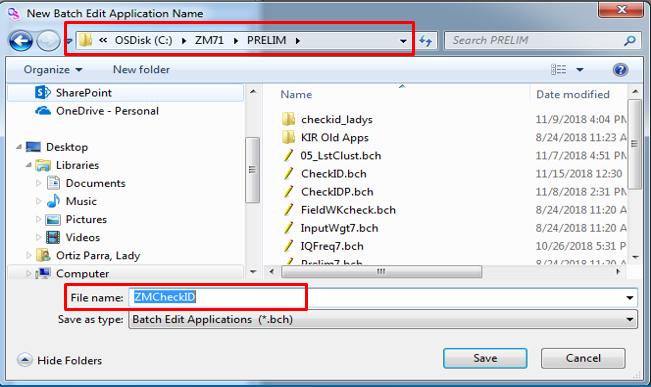 New Batch Edit Application Name
« OSDisk (C:) ▸ ZM71 ▸ PRELIM ▸
Search PRELIM
Organize New folder
SharePoint
OneDrive - Personal
Desktop
Libraries
Documents
Music
Pictures
Videos
Ortiz Parra, Lady
Computer
Name Date modified
checkid_ladys 11/9/2018 4:04 PM
KIR Old Apps 8/24/2018 11:23 A
05_LstClust.bch 11/7/2018 4:51 PM
CheckID.bch 11/15/2018 12:30
CheckIDP.bch 11/8/2018 2:31 PM
FieldWKcheck.bch 8/24/2018 11:20 A
InputWgt7.bch 8/24/2018 11:20 A
IQFreq7.bch 10/26/2018 5:31 P
Prelim7.bch 8/24/2018 11:20 A
File name: ZMCheckID
Save as type: Batch Edit Applications (*.bch)
Hide Folders
Save Cancel